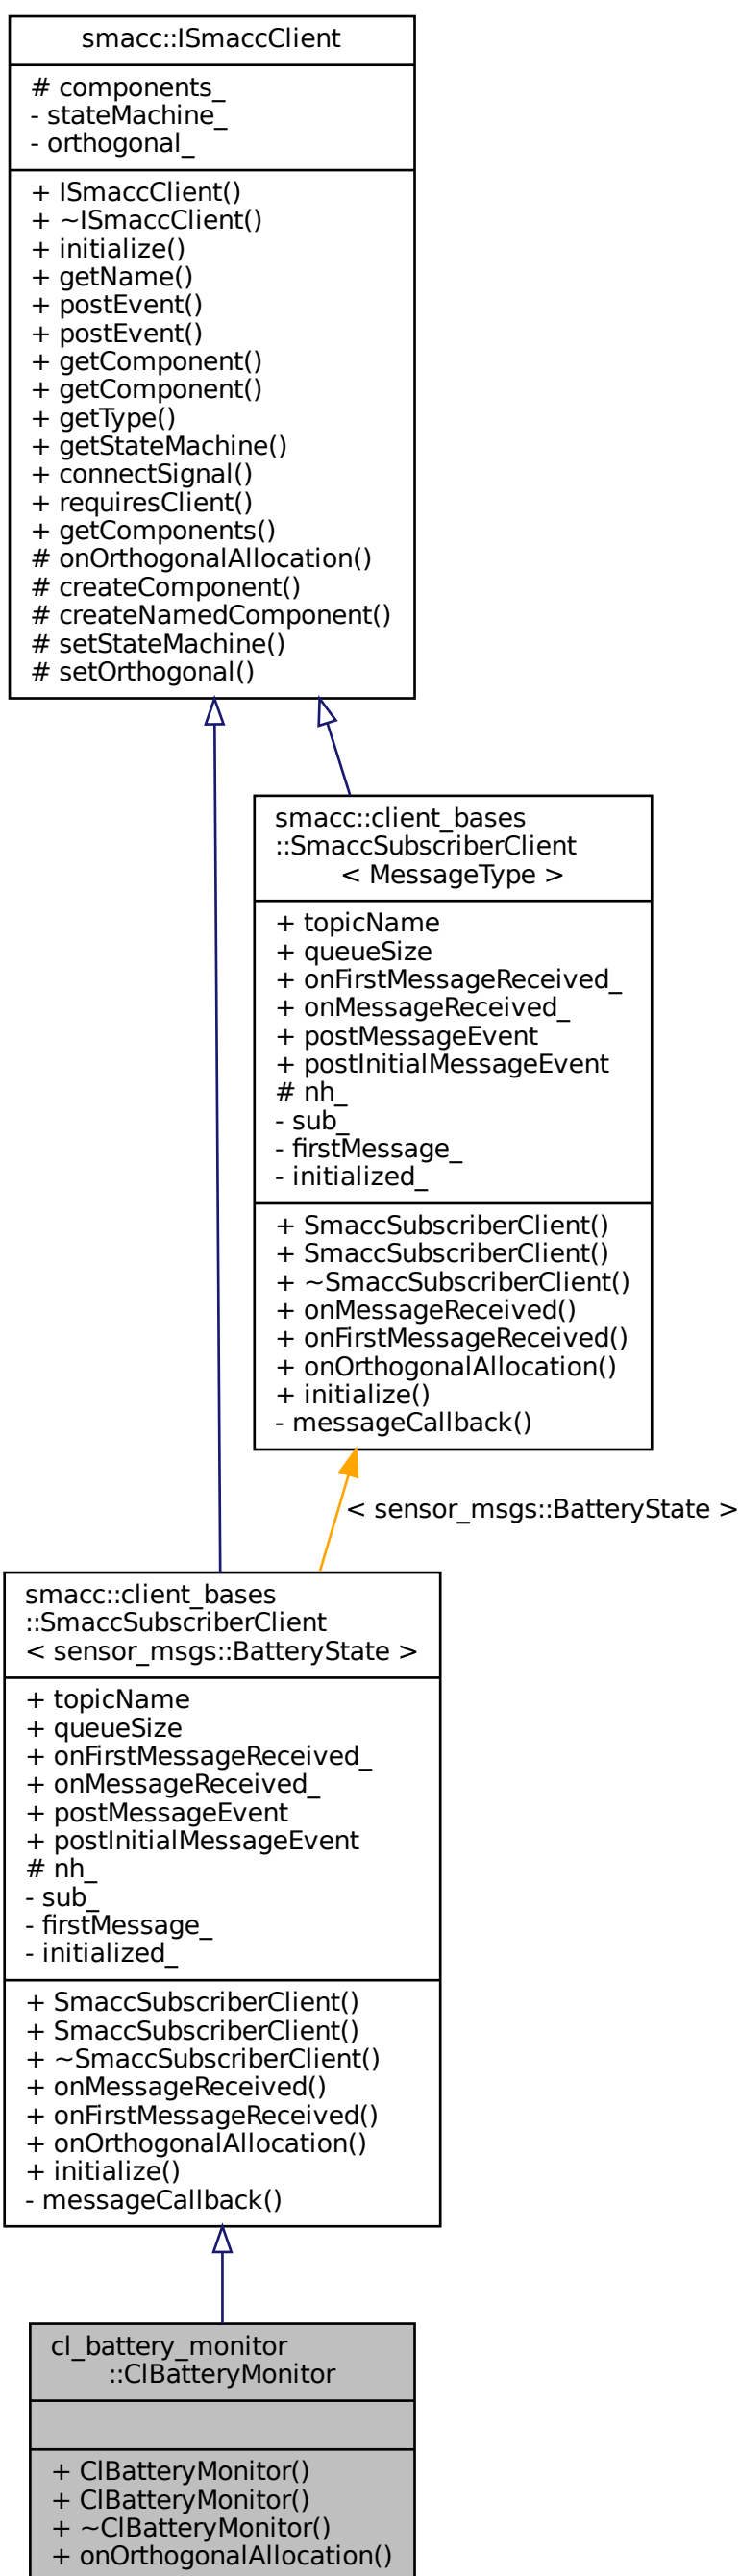 smacc::ISmaccClient
# components_
- stateMachine_
- orthogonal_
+ ISmaccClient()
+ ~ISmaccClient()
+ initialize()
+ getName()
+ postEvent()
+ postEvent()
+ getComponent()
+ getComponent()
+ getType()
+ getStateMachine()
+ connectSignal()
+ requiresClient()
+ getComponents()
# onOrthogonalAllocation()
# createComponent()
# createNamedComponent()
# setStateMachine()
# setOrthogonal()
smacc::client_bases
::SmaccSubscriberClient
< MessageType >
+ topicName
+ queueSize
+ onFirstMessageReceived_
+ onMessageReceived_
+ postMessageEvent
+ postInitialMessageEvent
# nh_
- sub_
- firstMessage_
- initialized_
+ SmaccSubscriberClient()
+ SmaccSubscriberClient()
+ ~SmaccSubscriberClient()
+ onMessageReceived()
+ onFirstMessageReceived()
+ onOrthogonalAllocation()
+ initialize()
- messageCallback()
< sensor_msgs::BatteryState >
smacc::client_bases
::SmaccSubscriberClient
< sensor_msgs::BatteryState >
+ topicName
+ queueSize
+ onFirstMessageReceived_
+ onMessageReceived_
+ postMessageEvent
+ postInitialMessageEvent
# nh_
- sub_
- firstMessage_
- initialized_
+ SmaccSubscriberClient()
+ SmaccSubscriberClient()
+ ~SmaccSubscriberClient()
+ onMessageReceived()
+ onFirstMessageReceived()
+ onOrthogonalAllocation()
+ initialize()
- messageCallback()
cl_battery_monitor
::ClBatteryMonitor
+ ClBatteryMonitor()
+ ClBatteryMonitor()
+ ~ClBatteryMonitor()
+ onOrthogonalAllocation()